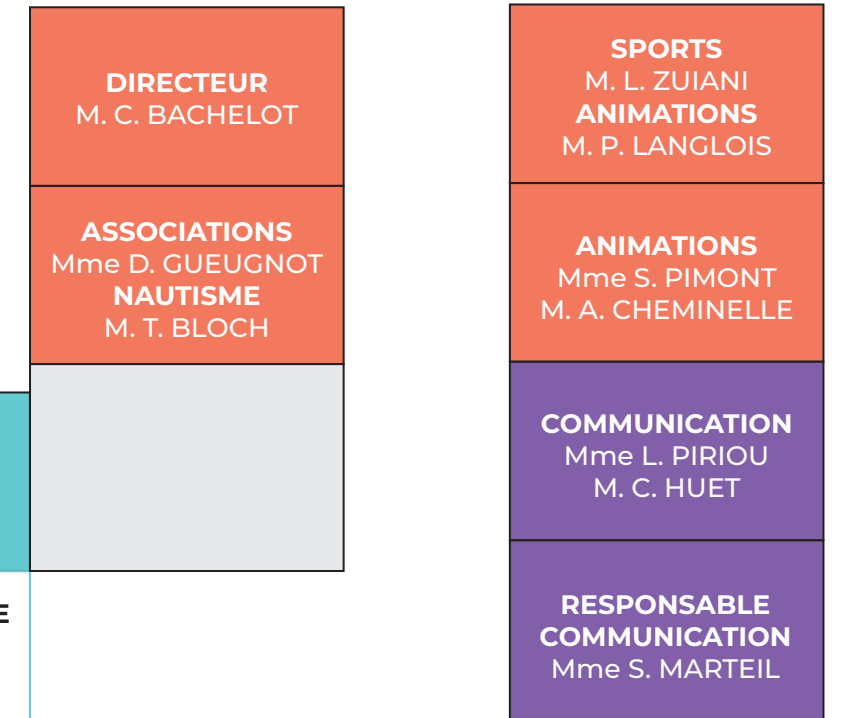 DIRECTEUR
M. C. BACHELOT
ASSOCIATIONS
Mme D. GUEUGNOT
NAUTISME
M. T. BLOCH
E
SPORTS
M. L. ZUIANI
ANIMATIONS
M. P. LANGLOIS
ANIMATIONS
Mme S. PIMONT
M. A. CHEMINELLE
COMMUNICATION
Mme L. PIRIOU
M. C. HUET
RESPONSABLE
COMMUNICATION
Mme S. MARTEIL